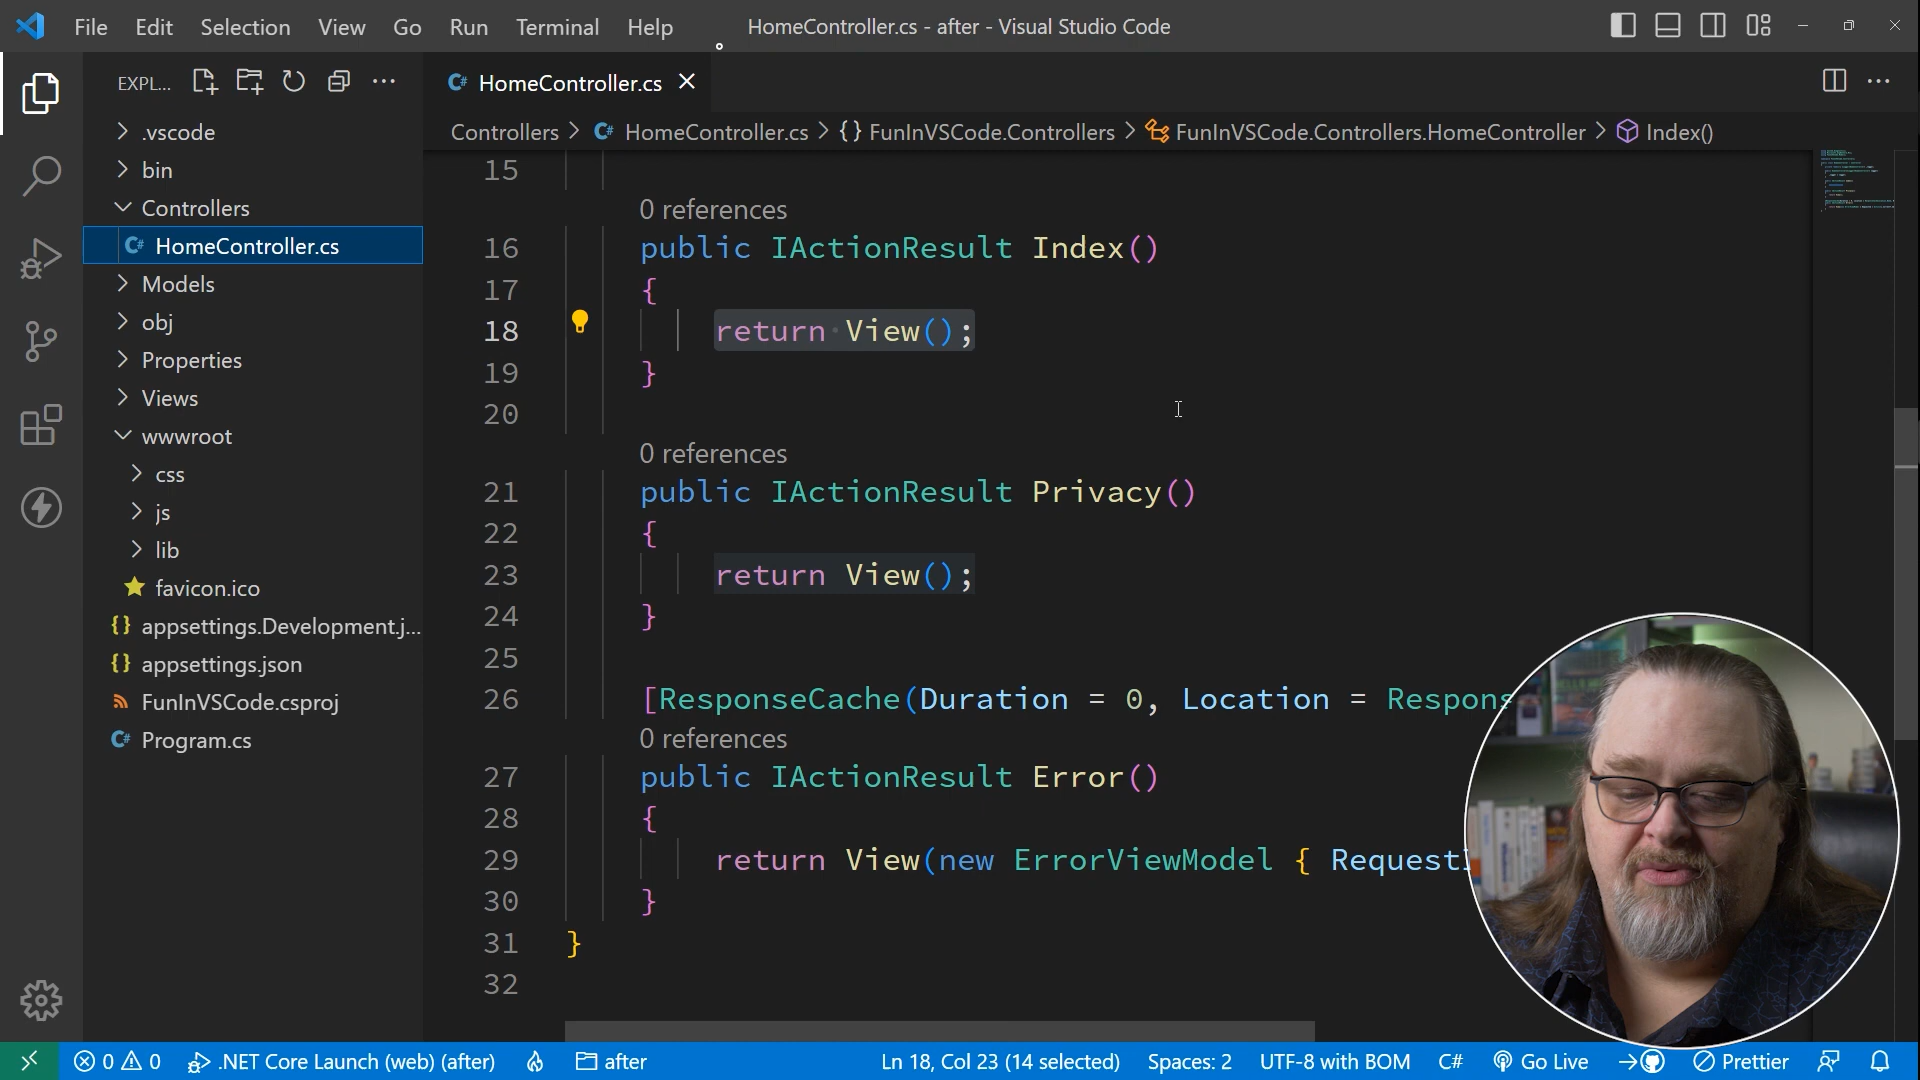 File Edit Selection View Go Run Terminal Help HomeController.cs - after - Visual Studio Code
EXPL...
HomeController.cs
.vscode
bin
Controllers
HomeController.cs
Models
obj
Properties
Views
wwwroot
css
js
lib
favicon.ico
appsettings.Development.j...
appsettings.json
FunInVSCode.csproj
Program.cs
Controllers > HomeController.cs > {} FunInVSCode.Controllers > FunInVSCode.Controllers.HomeController > Index()
15
0 references
16 public IActionResult Index()
17 {
18 return View();
19 }
20
0 references
21 public IActionResult Privacy()
22 {
23 return View();
24 }
25
26 [ResponseCache(Duration = 0, Location = Respons
0 references
27 public IActionResult Error()
28 {
29 return View(new ErrorViewModel { RequestI
30 }
31 }
32
0 0 .NET Core Launch (web) (after) after Ln 18, Col 23 (14 selected) Spaces: 2 UTF-8 with BOM C# Go Live Prettier